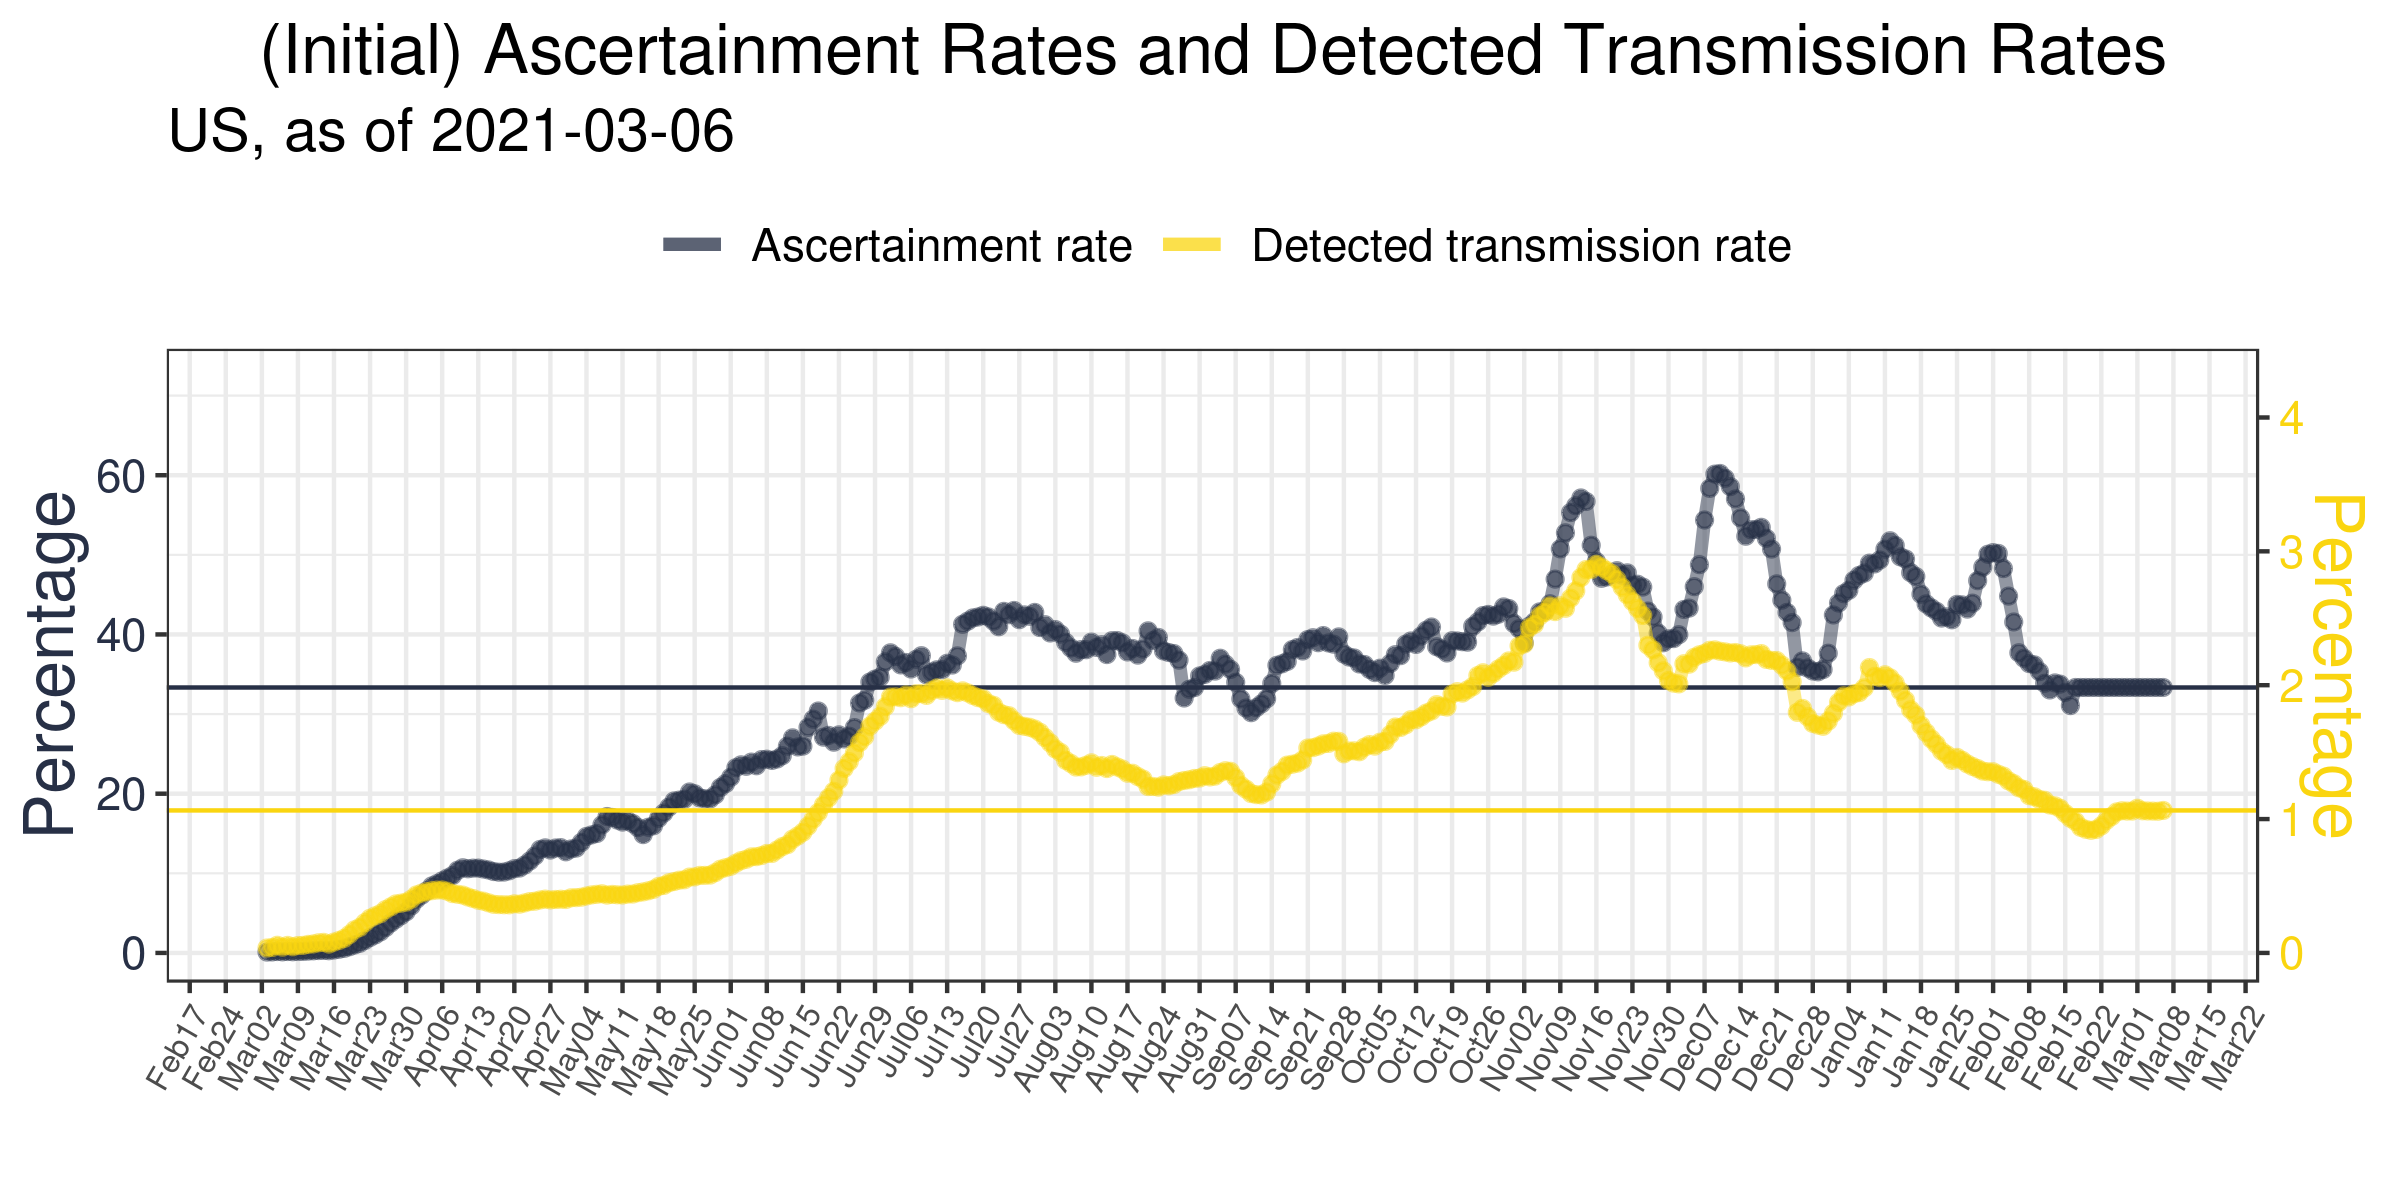 (Initial) Ascertainment Rates and Detected Transmission Rates
US, as of 2021-03-06
Ascertainment rate
Detected transmission rate
Percentage
60
40
20
0
4
3
2
1
0
Percentage
Feb17
Feb24
Mar02
Mar09
Mar16
Mar23
Mar30
Apr06
Apr13
Apr20
Apr27
May04
May11
May18
May25
Jun01
Jun08
Jun15
Jun22
Jun29
Jul06
Jul13
Jul20
Jul27
Aug03
Aug10
Aug17
Aug24
Aug31
Sep07
Sep14
Sep21
Sep28
Oct05
Oct12
Oct19
Oct26
Nov02
Nov09
Nov16
Nov23
Nov30
Dec07
Dec14
Dec21
Dec28
Jan04
Jan11
Jan18
Jan25
Feb01
Feb08
Feb15
Feb22
Mar01
Mar08
Mar15
Mar22